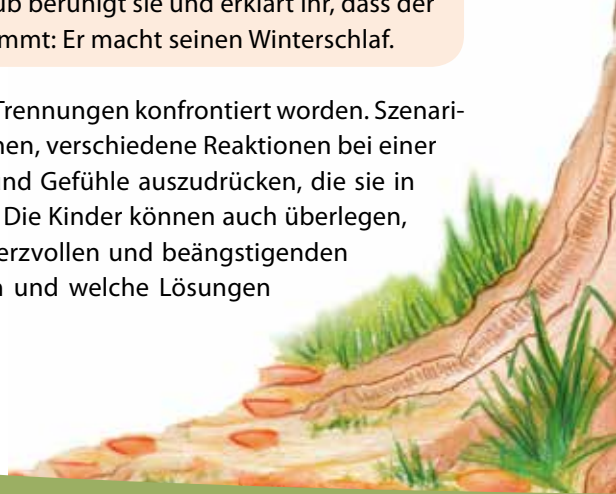 ub beruhigt sie und erklärt ihr, dass der
mmt: Er macht seinen Winterschlaf.
Trennungen konfrontiert worden. Szenari-
nen, verschiedene Reaktionen bei einer
nd Gefühle auszudrücken, die sie in
Die Kinder können auch überlegen,
erzvollen und beängstigenden
n und welche Lösungen